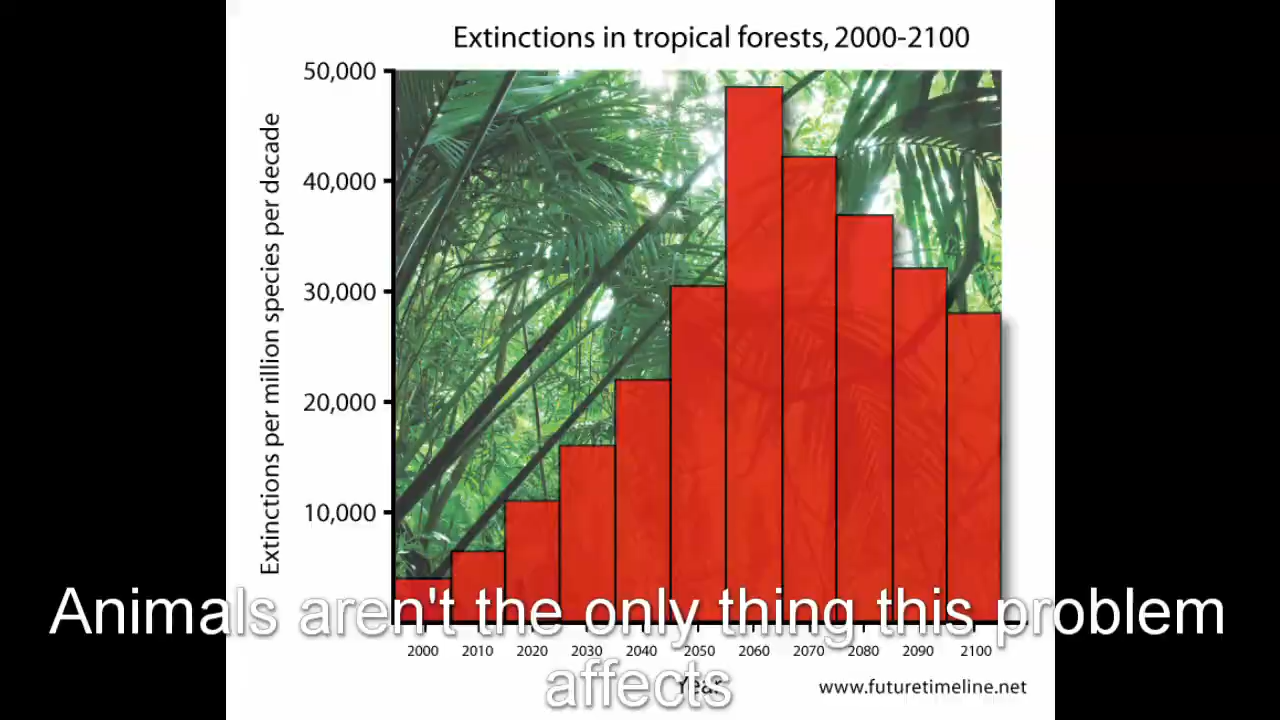 Extinctions in tropical forests, 2000-2100
Extinctions per million species per decade
50,000
40,000
30,000
20,000
10,000
Animals aren't the only thing this problem
affects
2000 2010 2020 2030 2040 2050 2060 2070 2080 2090 2100
Year
www.futuretimeline.net